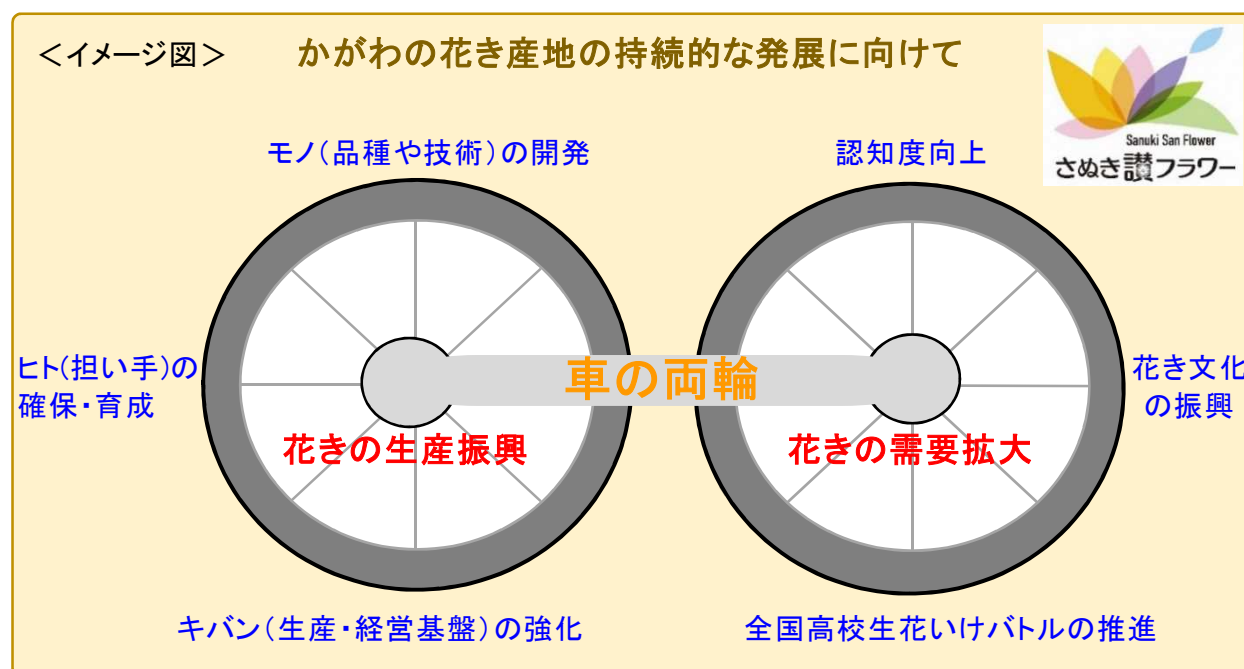 ＜イメージ図＞ かがわの花き産地の持続的な発展に向けて
Sanuki San Flower
さぬき讃フラワー
モノ（品種や技術）の開発
認知度向上
ヒト（担い手）の
確保・育成
車の両輪
花き文化
の振興
花きの生産振興
花きの需要拡大
キバン（生産・経営基盤）の強化
全国高校生花いけバトルの推進